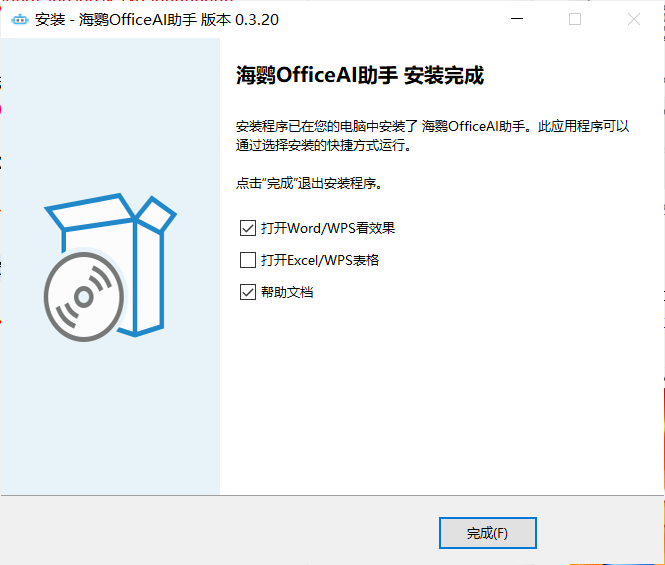 安装 - 海鹦OfficeAI助手 版本 0.3.20
海鹦OfficeAI助手 安装完成
安装程序已在您的电脑中安装了 海鹦OfficeAI助手。此应用程序可以
通过选择安装的快捷方式运行。
点击“完成”退出安装程序。
打开Word/WPS看效果
打开Excel/WPS表格
帮助文档
完成(F)